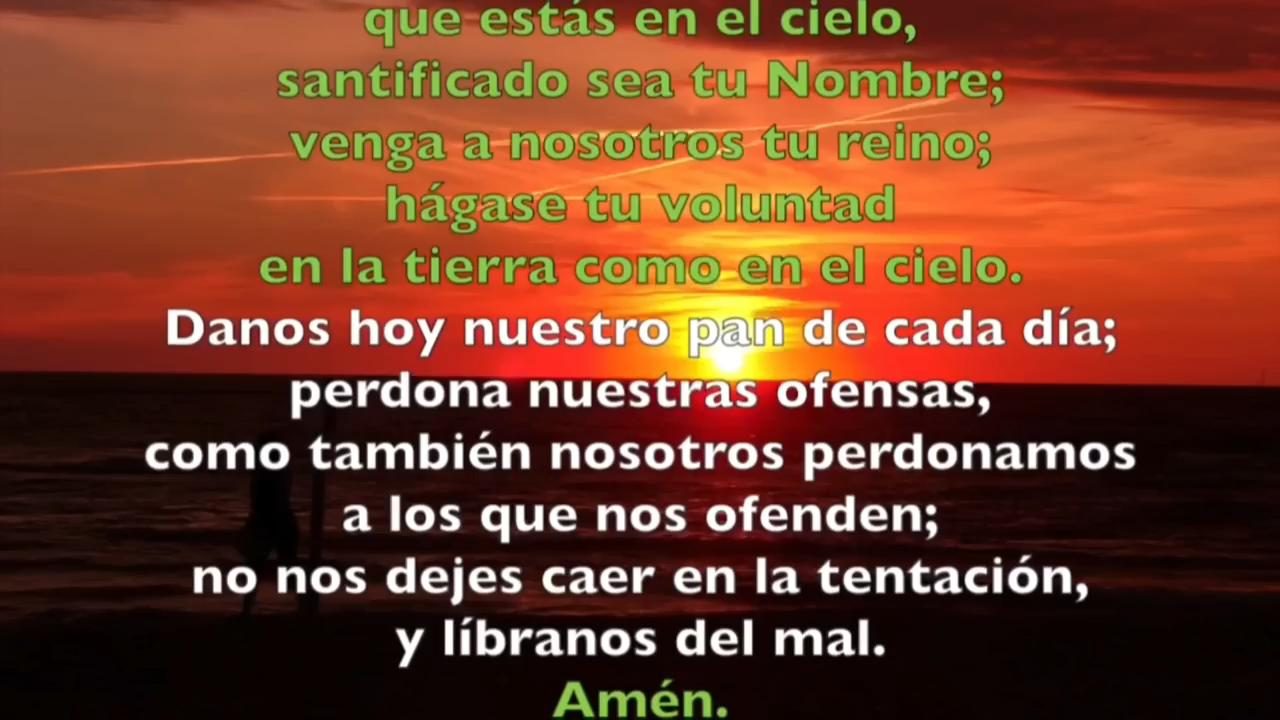 que estás en el cielo,
santificado sea tu Nombre;
venga a nosotros tu reino;
hágase tu voluntad
en la tierra como en el cielo.
Danos hoy nuestro pan de cada día;
perdona nuestras ofensas,
como también nosotros perdonamos
a los que nos ofenden;
no nos dejes caer en la tentación,
y líbranos del mal.
Amén.